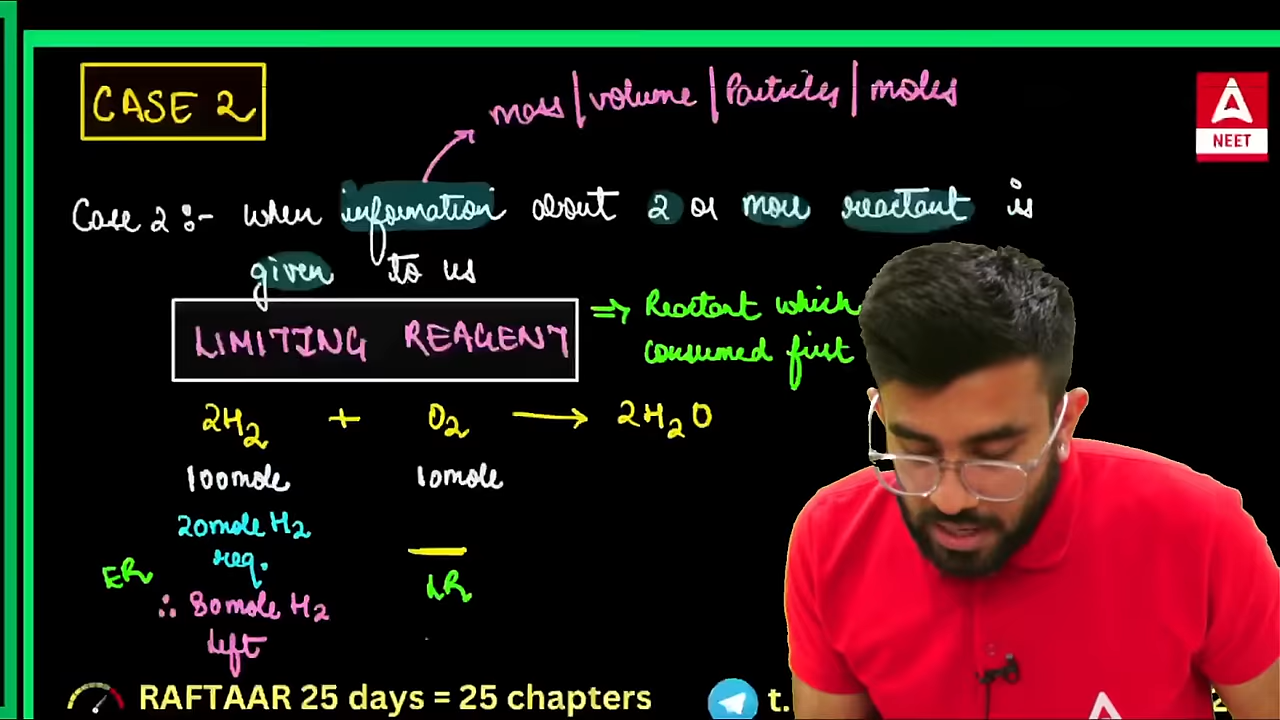 CASE 2
mass | volume | Particles | moles
NEET
Case 2 :- when information about 2 or more reactant is
given to us
LIMITING REAGENT ⇒ Reactant which
consumed first
2H₂ + O₂ ⟶ 2H₂O
100mole 10mole
20mole H₂
req.
ER LR
∴ 80mole H₂
left
RAFTAAR 25 days = 25 chapters t.